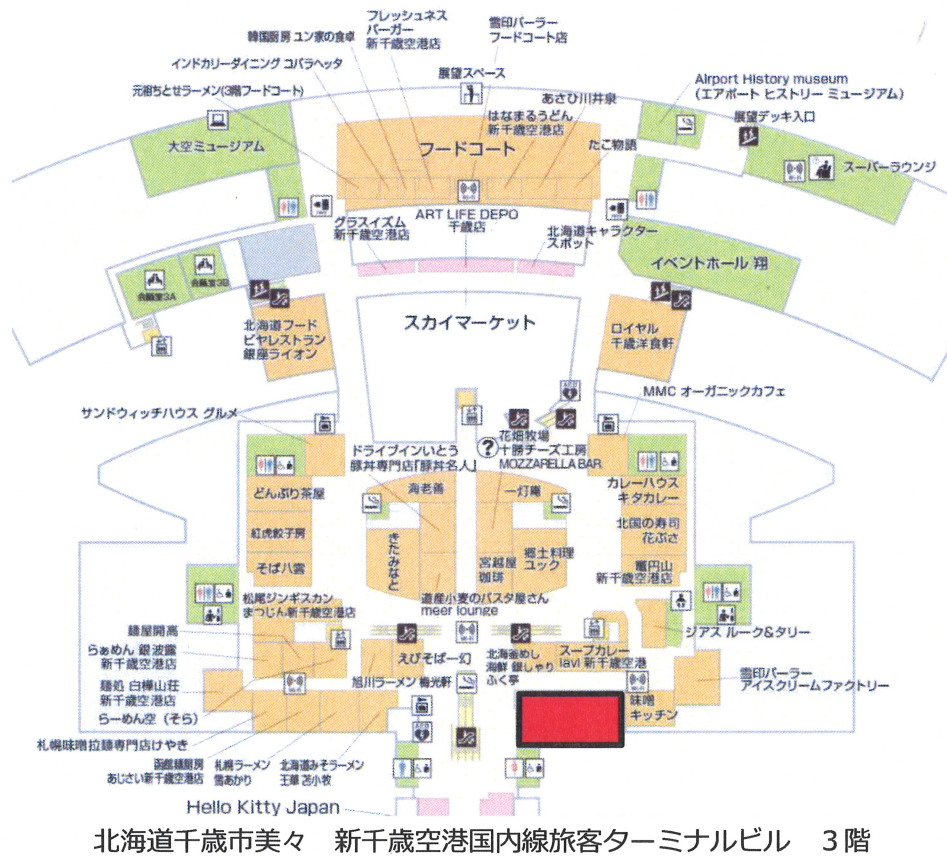 フレッシュネス
バーガー
新千歳空港店
雪印パーラー
フードコート店
韓国厨房 ユン家の食卓
インドカリーダイニング コバラヘッタ
展望スペース
元祖ちとせラーメン(3階フードコート)
あさひ川井泉
はなまるうどん
新千歳空港店
Airport History museum
(エアポート ヒストリー ミュージアム)
展望デッキ入口
大空ミュージアム
フードコート
たこ物語
スーパーラウンジ
Wi-Fi
グラスイズム
新千歳空港店
ART LIFE DEPO
千歳店
北海道キャラクター
スポット
イベントホール 翔
会議室3A
会議室3B
北海道フード
ビヤレストラン
銀座ライオン
スカイマーケット
ロイヤル
千歳洋食軒
AED
MMC オーガニックカフェ
サンドウィッチハウス グルメ
ドライブインいとう
豚丼専門店「豚丼名人」
?
花畑牧場
十勝チーズ工房
MOZZARELLA BAR
どんぶり茶屋
海老善
一灯庵
カレーハウス
キタカレー
紅虎餃子房
北国の寿司
花ぶさ
そば八雲
きたみなと
宮越屋
珈琲
郷土料理
ユック
竈円山
新千歳空港店
松尾ジンギスカン
まつじん新千歳空港店
道産小麦のパスタ屋さん
meer lounge
麺屋開高
らぁめん 銀波露
新千歳空港店
えびそば一幻
北海釜めし
海鮮 銀しゃり
ふく亭
スープカレー
lavi 新千歳空港
ジアス ルーク&タリー
麺処 白樺山荘
新千歳空港店
旭川ラーメン 梅光軒
雪印パーラー
アイスクリームファクトリー
らーめん空(そら)
味噌
キッチン
札幌味噌拉麺専門店けやき
函館麺厨房
あじさい新千歳空港店
札幌ラーメン
雪あかり
北海道みそラーメン
王華 苫小牧
AED
Hello Kitty Japan
北海道千歳市美々 新千歳空港国内線旅客ターミナルビル 3階